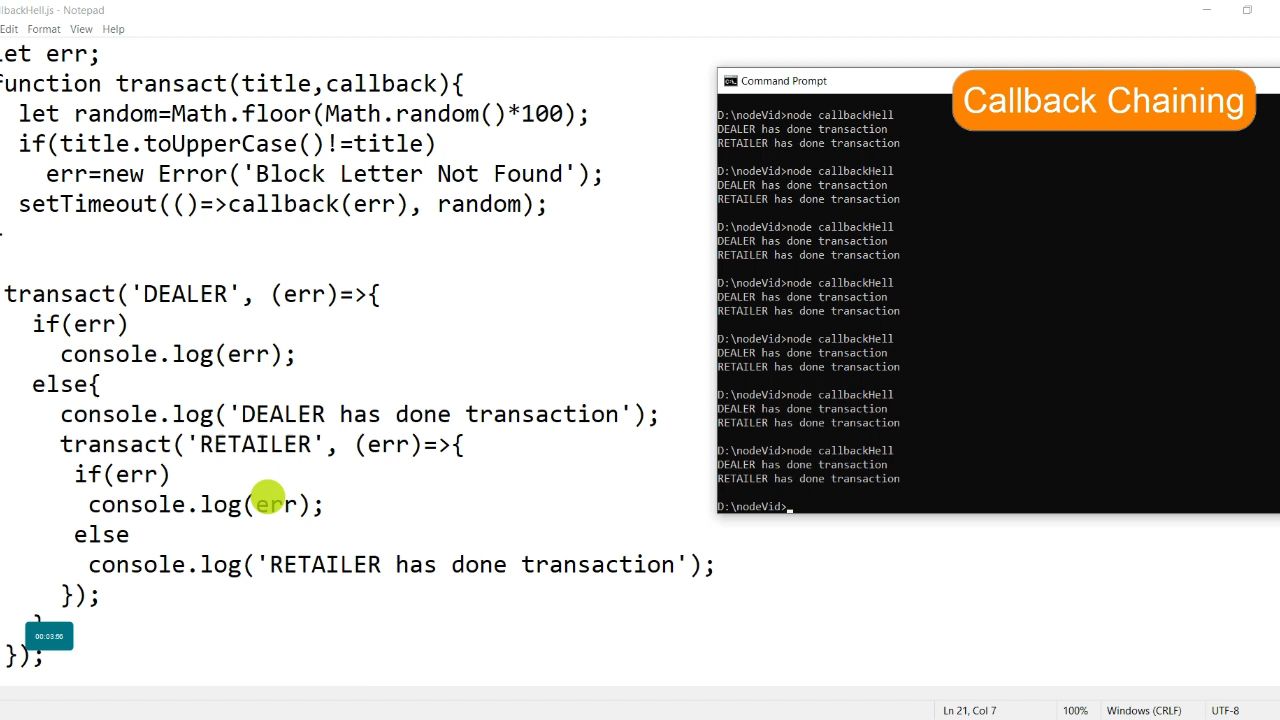 lbackHell.js - Notepad
Edit Format View Help
let err;
function transact(title,callback){
let random=Math.floor(Math.random()*100);
if(title.toUpperCase()!=title)
err=new Error('Block Letter Not Found');
setTimeout(()=>callback(err), random);
}
transact('DEALER', (err)=>{
if(err)
console.log(err);
else{
console.log('DEALER has done transaction');
transact('RETAILER', (err)=>{
if(err)
console.log(err);
else
console.log('RETAILER has done transaction');
});
}
});
00:03:56
Command Prompt
Callback Chaining
D:\nodeVid>node callbackHell
DEALER has done transaction
RETAILER has done transaction
D:\nodeVid>node callbackHell
DEALER has done transaction
RETAILER has done transaction
D:\nodeVid>node callbackHell
DEALER has done transaction
RETAILER has done transaction
D:\nodeVid>node callbackHell
DEALER has done transaction
RETAILER has done transaction
D:\nodeVid>node callbackHell
DEALER has done transaction
RETAILER has done transaction
D:\nodeVid>node callbackHell
DEALER has done transaction
RETAILER has done transaction
D:\nodeVid>node callbackHell
DEALER has done transaction
RETAILER has done transaction
D:\nodeVid>
Ln 21, Col 7 100% Windows (CRLF) UTF-8